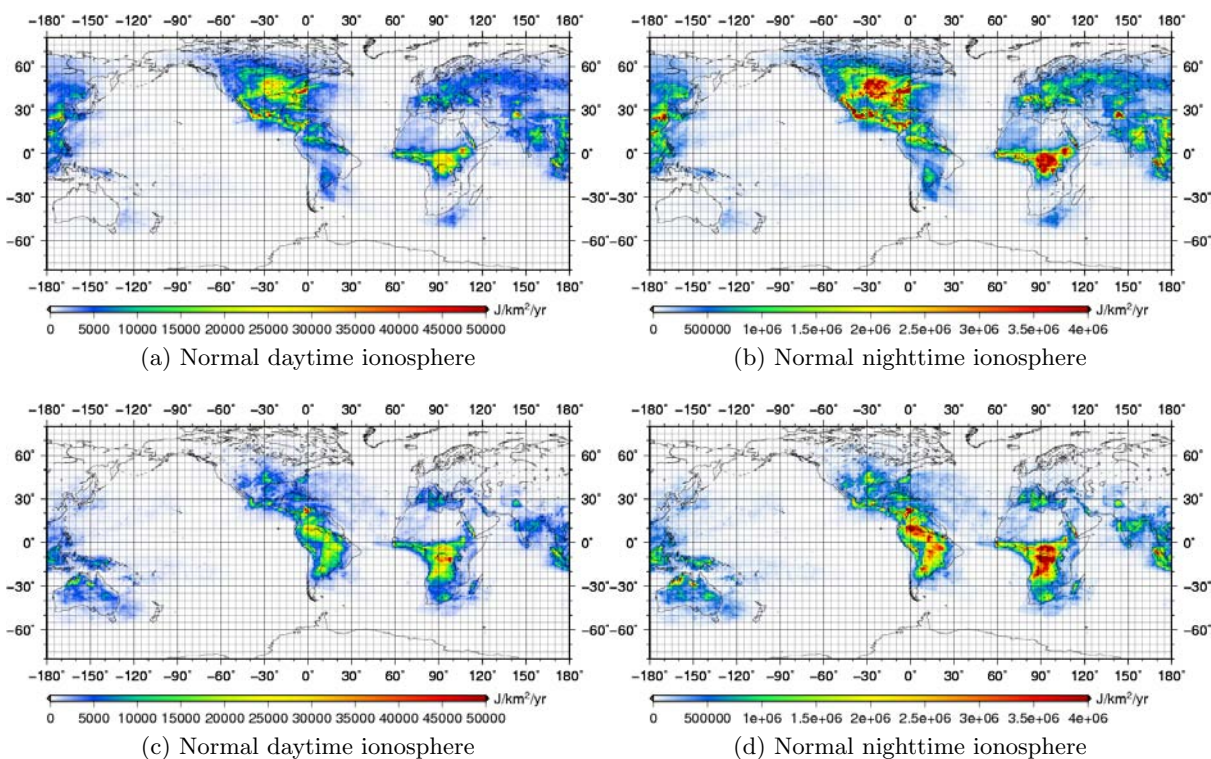 −180° −150° −120° −90° −60° −30° 0° 30° 60° 90° 120° 150° 180°
60° 60°
30° 30°
0° 0°
−30° −30°
−60° −60°
−180° −150° −120° −90° −60° −30° 0° 30° 60° 90° 120° 150° 180°
J/km²/yr
0 5000 10000 15000 20000 25000 30000 35000 40000 45000 50000
(a) Normal daytime ionosphere
−180° −150° −120° −90° −60° −30° 0° 30° 60° 90° 120° 150° 180°
60° 60°
30° 30°
0° 0°
−30° −30°
−60° −60°
−180° −150° −120° −90° −60° −30° 0° 30° 60° 90° 120° 150° 180°
J/km²/yr
0 500000 1e+06 1.5e+06 2.5e+06 3e+06 3.5e+06 4e+06
(b) Normal nighttime ionosphere
−180° −150° −120° −90° −60° −30° 0° 30° 60° 90° 120° 150° 180°
60° 60°
30° 30°
0° 0°
−30° −30°
−60° −60°
−180° −150° −120° −90° −60° −30° 0° 30° 60° 90° 120° 150° 180°
J/km²/yr
0 5000 10000 15000 20000 25000 30000 35000 40000 45000 50000
(c) Normal daytime ionosphere
−180° −150° −120° −90° −60° −30° 0° 30° 60° 90° 120° 150° 180°
60° 60°
30° 30°
0° 0°
−30° −30°
−60° −60°
−180° −150° −120° −90° −60° −30° 0° 30° 60° 90° 120° 150° 180°
J/km²/yr
0 500000 1e+06 1.5e+06 2.5e+06 3e+06 3.5e+06 4e+06
(d) Normal nighttime ionosphere